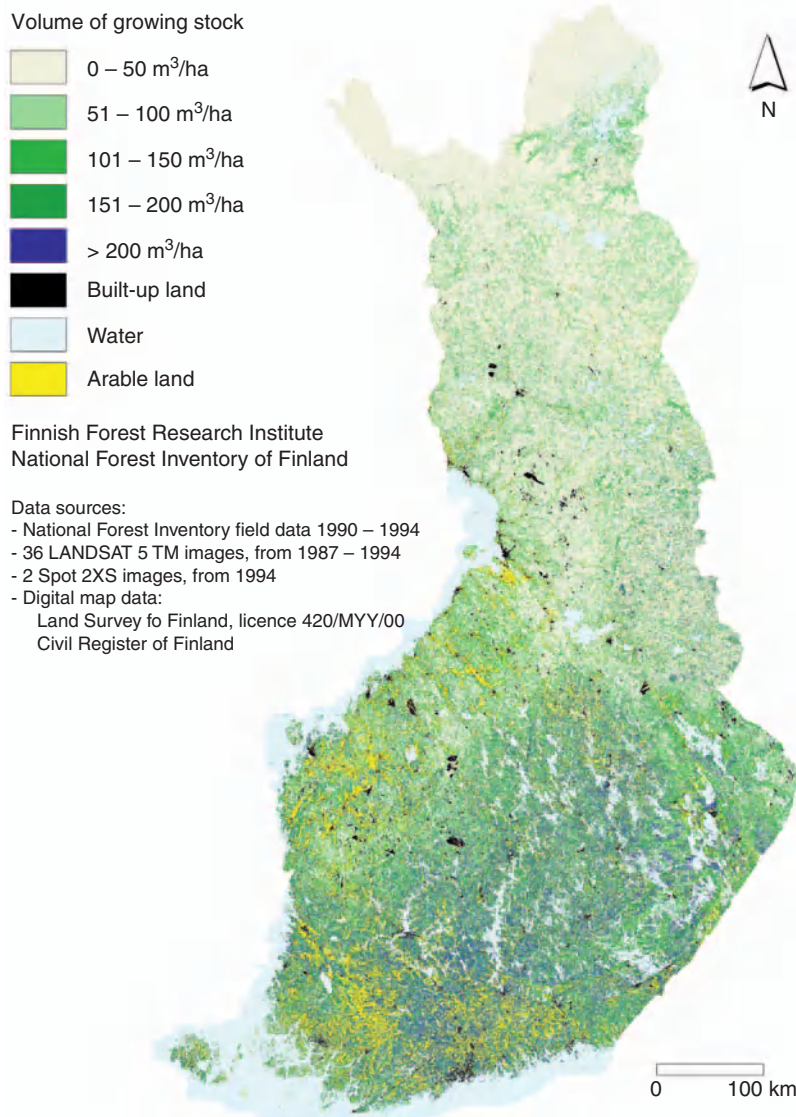 Volume of growing stock
0 – 50 m³/ha
51 – 100 m³/ha
101 – 150 m³/ha
151 – 200 m³/ha
> 200 m³/ha
Built-up land
Water
Arable land
Finnish Forest Research Institute
National Forest Inventory of Finland
Data sources:
- National Forest Inventory field data 1990 – 1994
- 36 LANDSAT 5 TM images, from 1987 – 1994
- 2 Spot 2XS images, from 1994
- Digital map data:
Land Survey fo Finland, licence 420/MYY/00
Civil Register of Finland
N
0 100 km